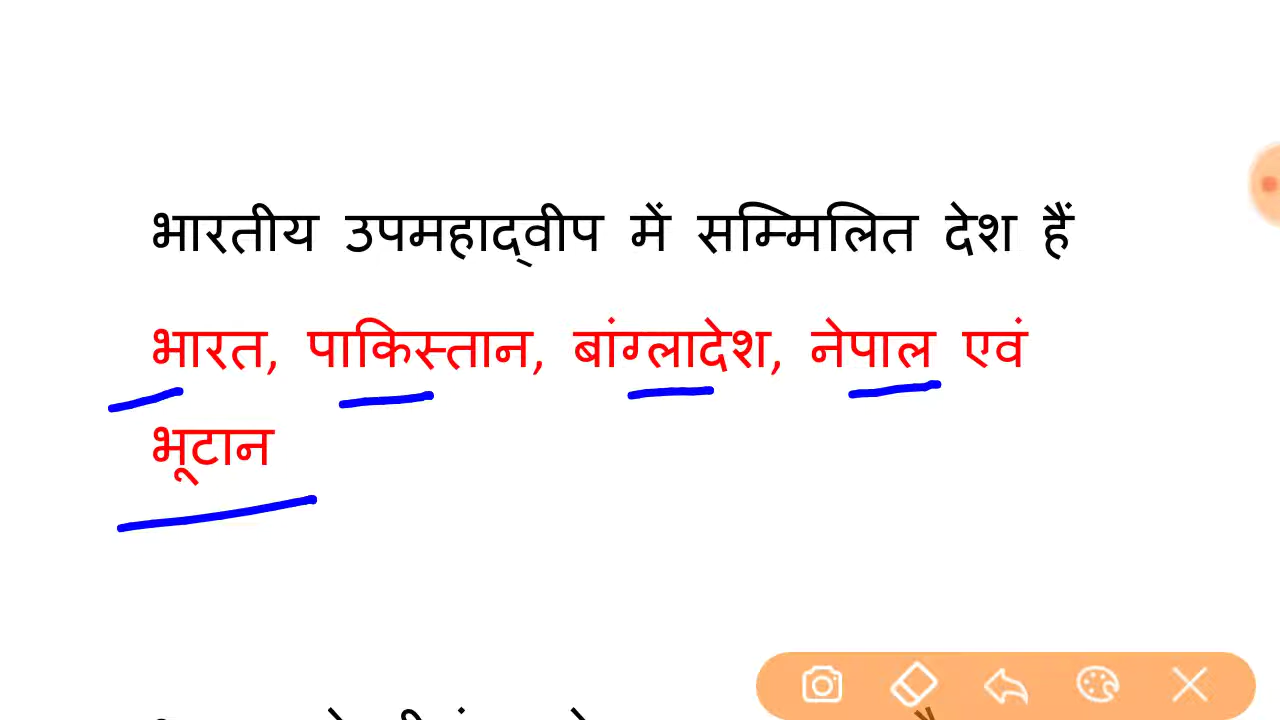 भारतीय उपमहाद्वीप में सम्मिलित देश हैं
भारत, पाकिस्तान, बांग्लादेश, नेपाल एवं
भूटान